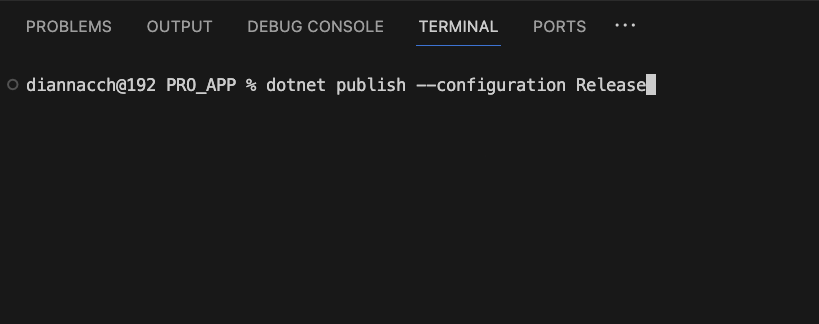 PROBLEMS OUTPUT DEBUG CONSOLE TERMINAL PORTS ...
diannacch@192 PRO_APP % dotnet publish --configuration Release